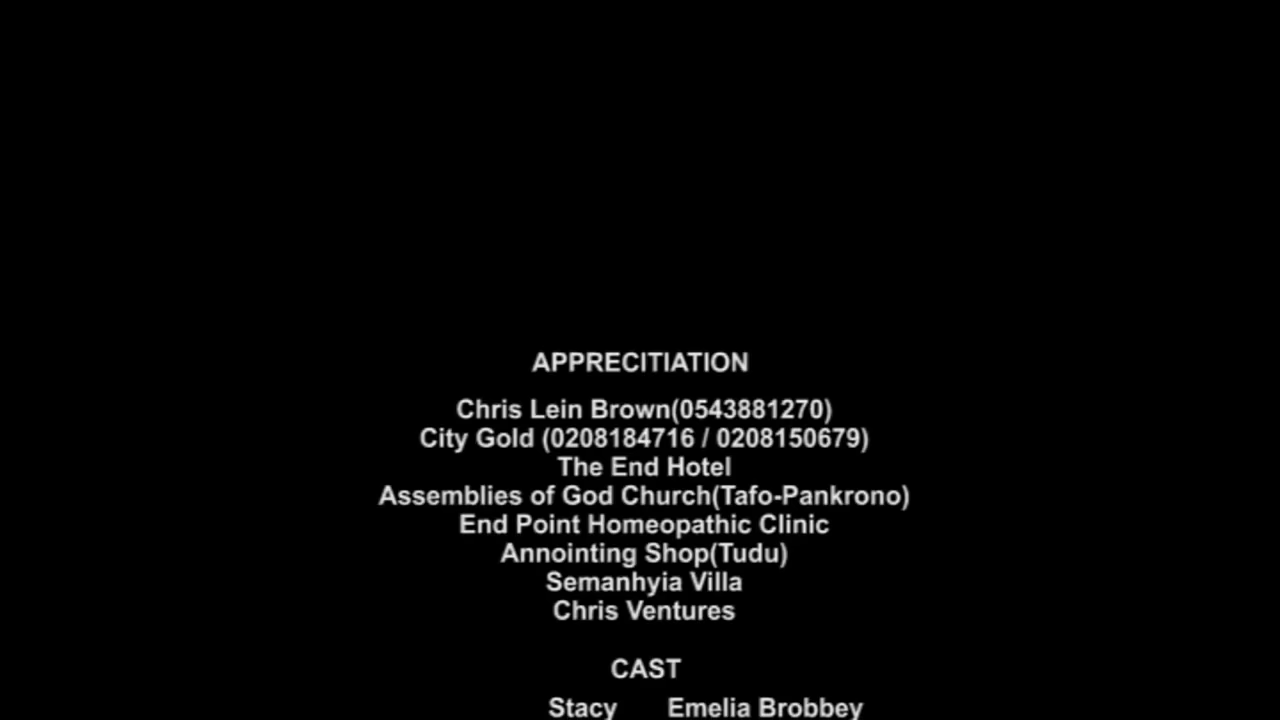 APPRECITIATION
Chris Lein Brown(0543881270)
City Gold (0208184716 / 0208150679)
The End Hotel
Assemblies of God Church(Tafo-Pankrono)
End Point Homeopathic Clinic
Annointing Shop(Tudu)
Semanhyia Villa
Chris Ventures
CAST
Stacy Emelia Brobbey